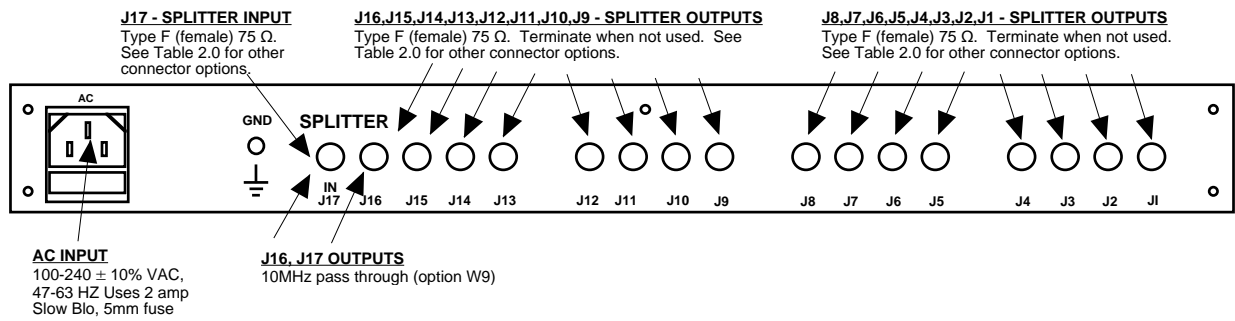 J17 - SPLITTER INPUT
Type F (female) 75 Ω.
See Table 2.0 for other
connector options.
J16,J15,J14,J13,J12,J11,J10,J9 - SPLITTER OUTPUTS
Type F (female) 75 Ω.  Terminate when not used.  See
Table 2.0 for other connector options.
J8,J7,J6,J5,J4,J3,J2,J1 - SPLITTER OUTPUTS
Type F (female) 75 Ω.  Terminate when not used.
See Table 2.0 for other connector options.
AC
GND
SPLITTER
IN
J17 J16 J15 J14 J13 J12 J11 J10 J9 J8 J7 J6 J5 J4 J3 J2 JI
AC INPUT
100-240 ± 10% VAC,
47-63 HZ Uses 2 amp
Slow Blo, 5mm fuse
J16, J17 OUTPUTS
10MHz pass through (option W9)